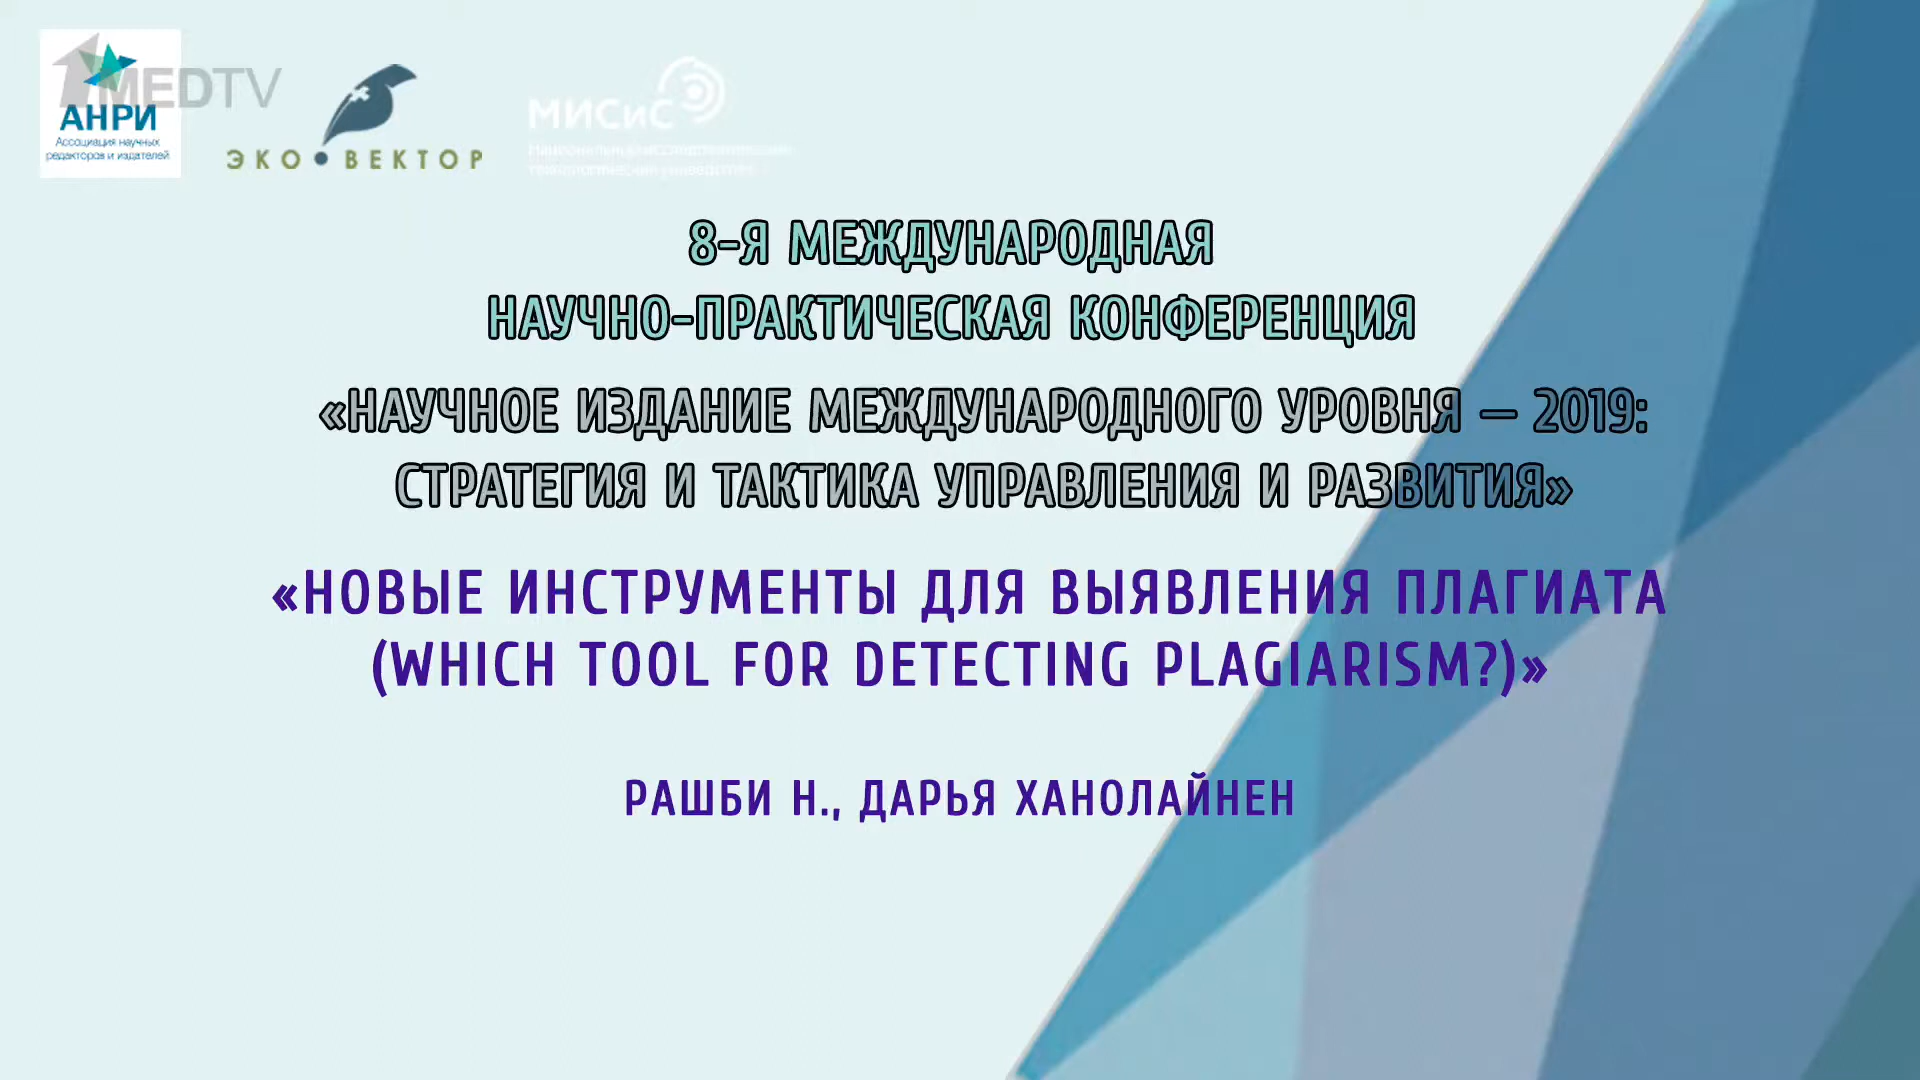 MEDTV
АНРИ
Ассоциация научных
редакторов и издателей
ЭКО • ВЕКТОР
МИСиС
8-Я МЕЖДУНАРОДНАЯ
НАУЧНО-ПРАКТИЧЕСКАЯ КОНФЕРЕНЦИЯ
«НАУЧНОЕ ИЗДАНИЕ МЕЖДУНАРОДНОГО УРОВНЯ — 2019:
СТРАТЕГИЯ И ТАКТИКА УПРАВЛЕНИЯ И РАЗВИТИЯ»
«НОВЫЕ ИНСТРУМЕНТЫ ДЛЯ ВЫЯВЛЕНИЯ ПЛАГИАТА
(WHICH TOOL FOR DETECTING PLAGIARISM?)»
РАШБИ Н., ДАРЬЯ ХАНОЛАЙНЕН